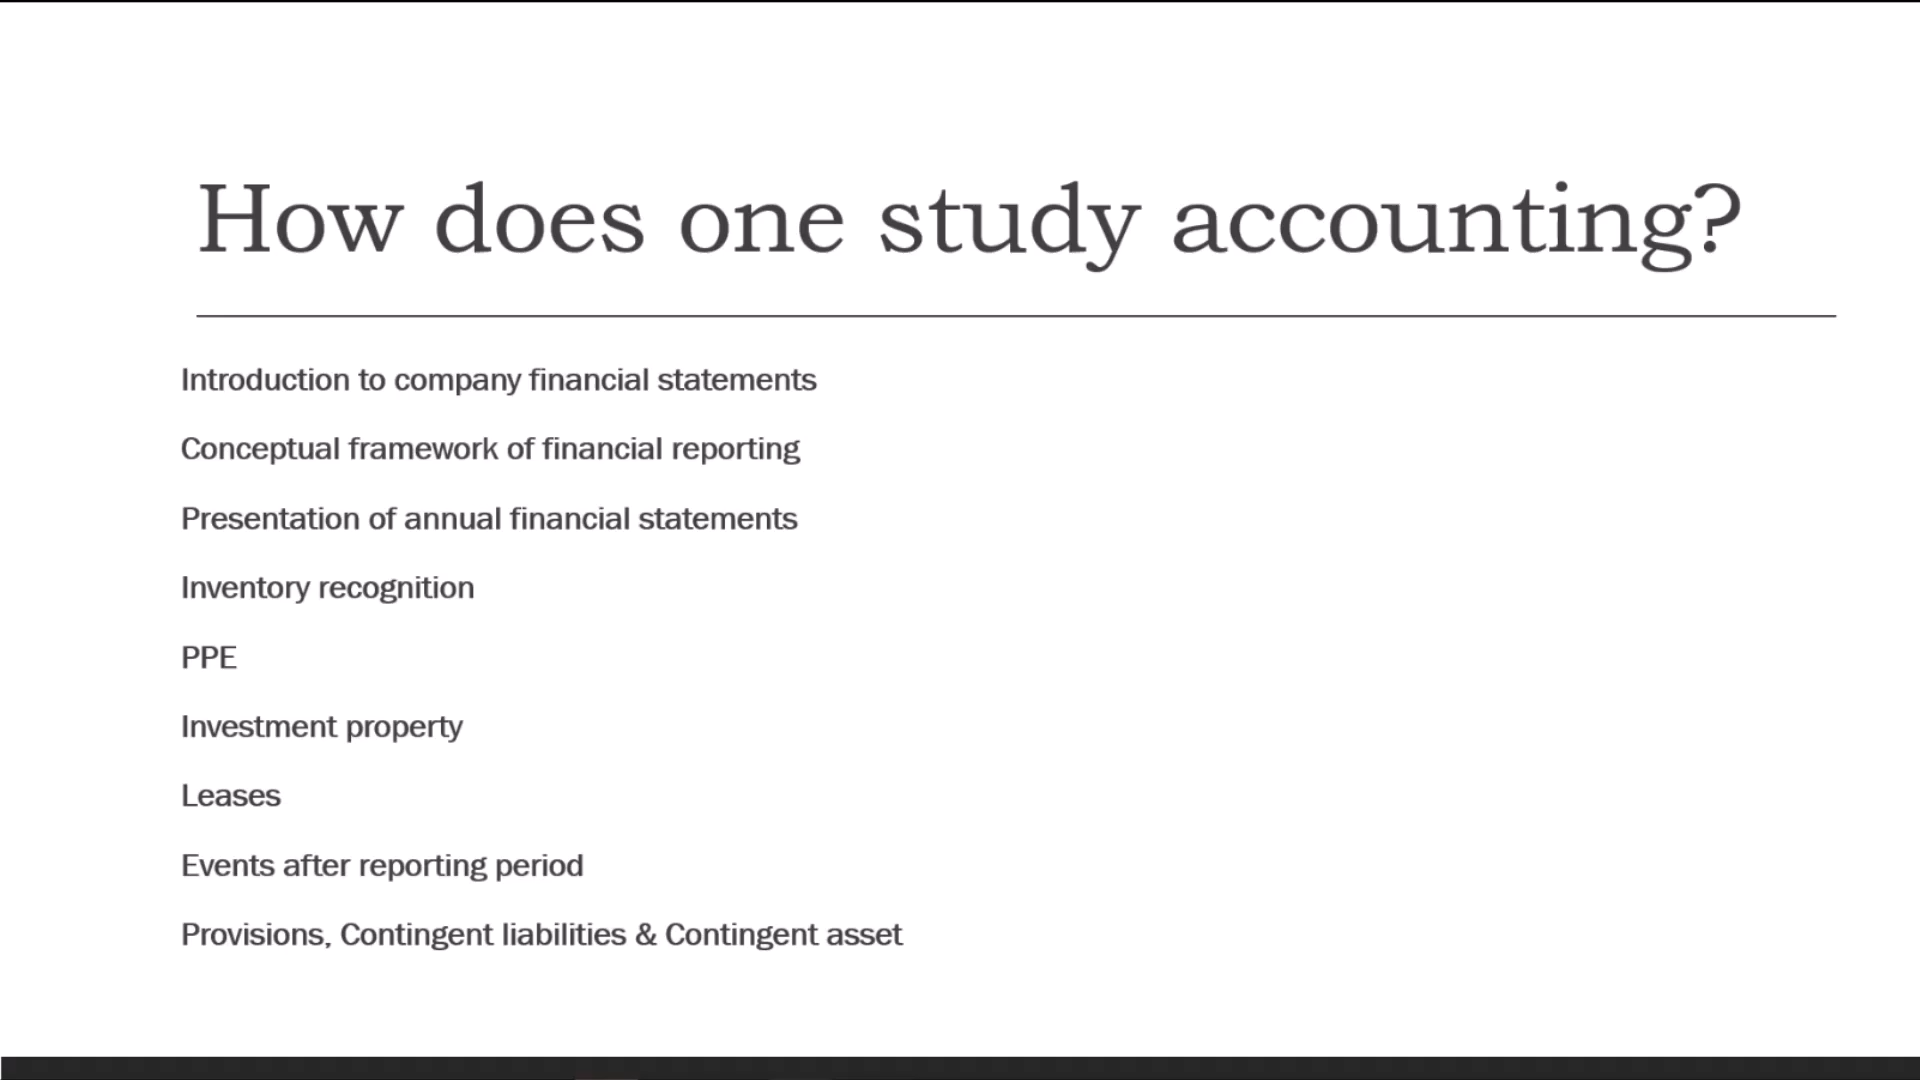 How does one study accounting?
Introduction to company financial statements
Conceptual framework of financial reporting
Presentation of annual financial statements
Inventory recognition
PPE
Investment property
Leases
Events after reporting period
Provisions, Contingent liabilities & Contingent asset